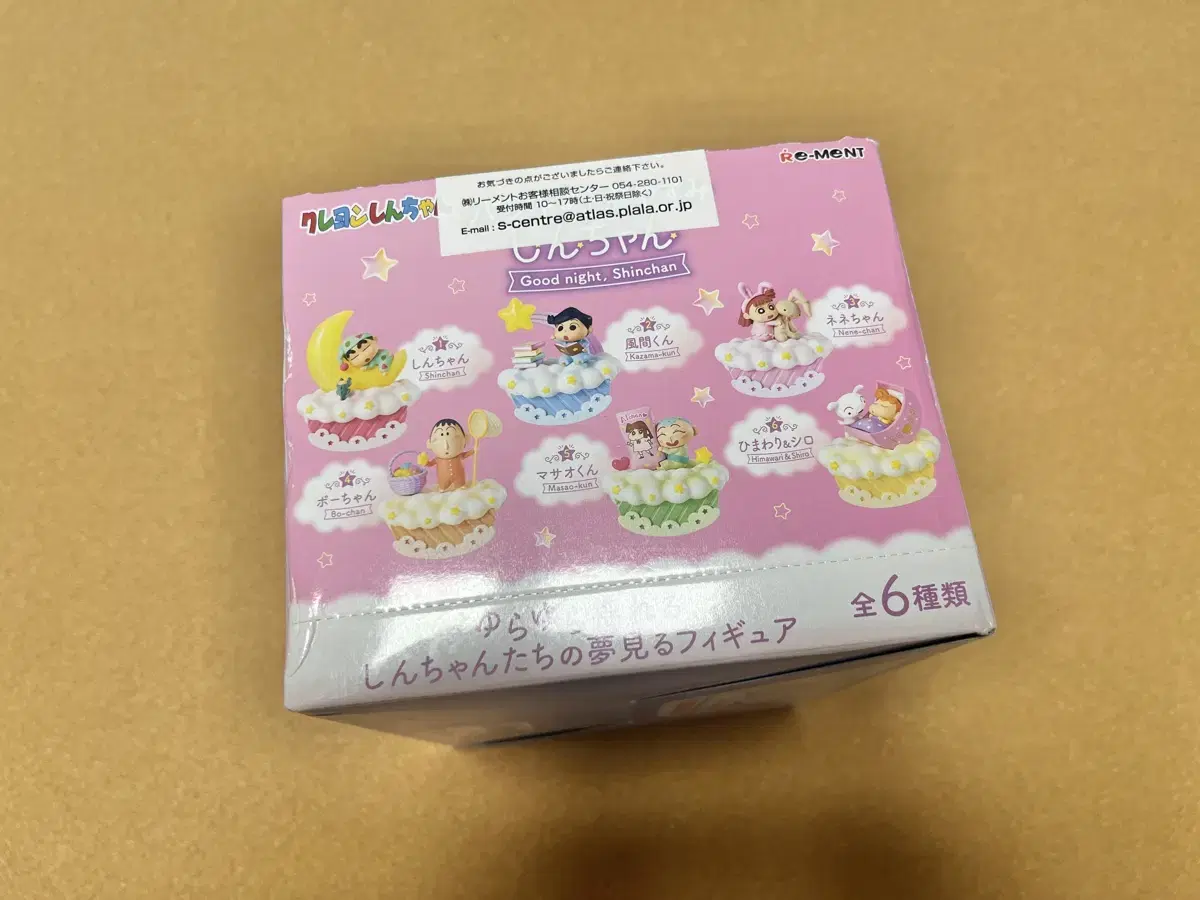 Re-MeNT
お気づきの点がございましたらご連絡下さい。
㈱リーメントお客様相談センター 054-280-1101
受付時間 10〜17時(土・日・祝祭日除く)
E-mail : s-centre@atlas.plala.or.jp
クレヨンしんちゃん
しんちゃん
Good night, Shinchan
1
しんちゃん
Shinchan
2
風間くん
Kazama-kun
3
ネネちゃん
Nene-chan
4
ボーちゃん
Bo-chan
5
マサオくん
Masao-kun
6
ひまわり&シロ
Himawari & Shiro
ゆらゆ
しんちゃんたちの夢見るフィギュア
全6種類